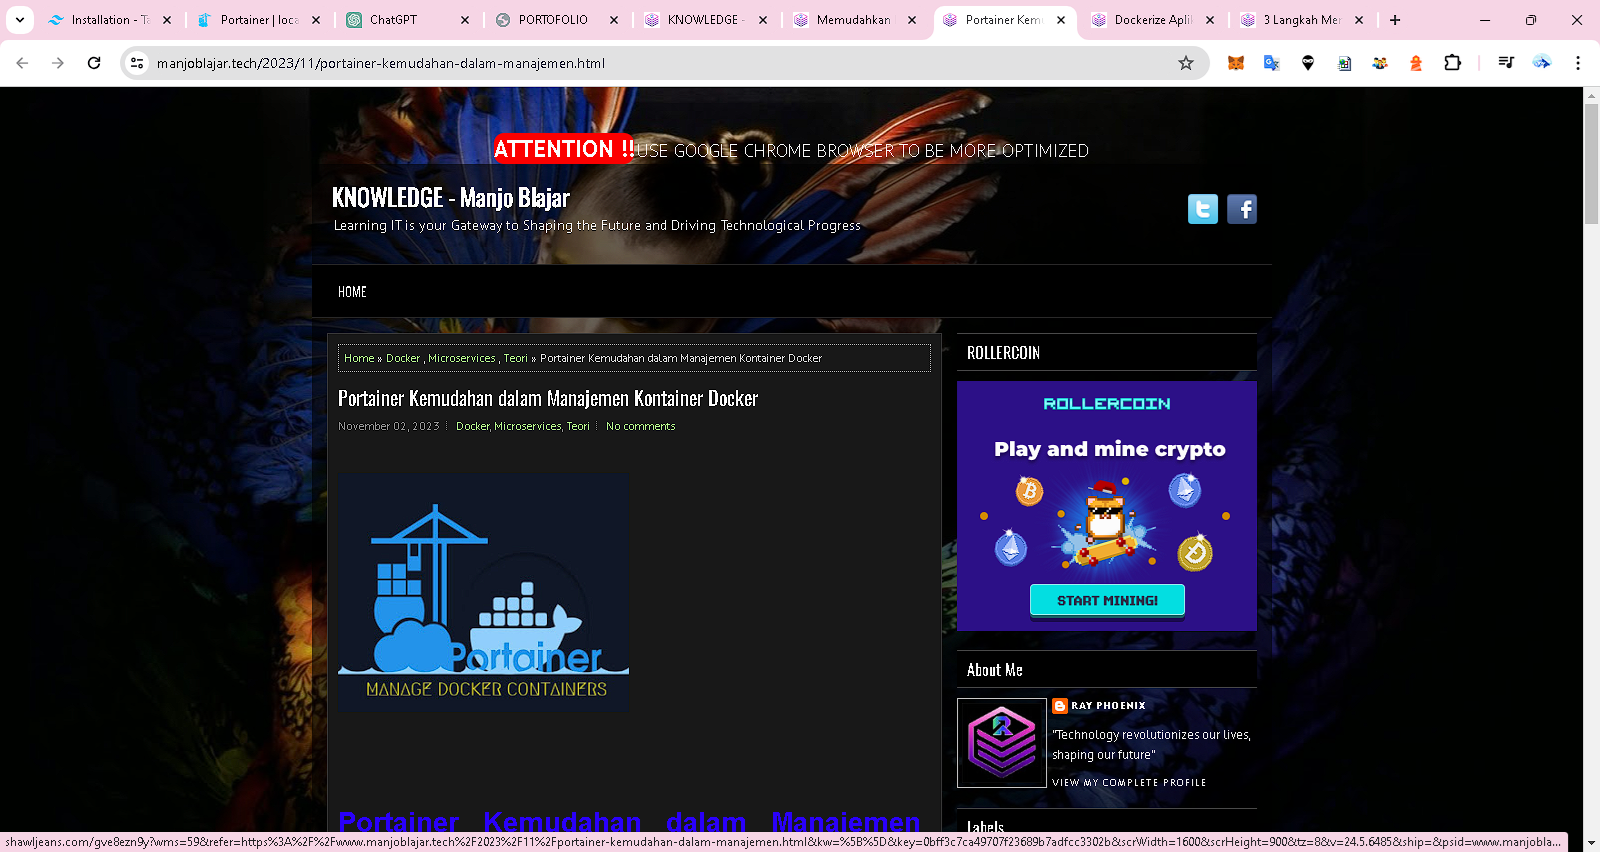 Installation - Ta
Portainer | loca
ChatGPT
PORTOFOLIO
KNOWLEDGE -
Memudahkan
Portainer Kemu
Dockerize Aplik
3 Langkah Men
manjoblajar.tech/2023/11/portainer-kemudahan-dalam-manajemen.html
ATTENTION !!USE GOOGLE CHROME BROWSER TO BE MORE OPTIMIZED
KNOWLEDGE - Manjo Blajar
Learning IT is your Gateway to Shaping the Future and Driving Technological Progress
HOME
Home » Docker , Microservices , Teori » Portainer Kemudahan dalam Manajemen Kontainer Docker
Portainer Kemudahan dalam Manajemen Kontainer Docker
November 02, 2023 Docker, Microservices, Teori No comments
Portainer
MANAGE DOCKER CONTAINERS
Portainer Kemudahan dalam Manajemen
ROLLERCOIN
ROLLERCOIN
Play and mine crypto
START MINING!
About Me
RAY PHOENIX
"Technology revolutionizes our lives,
shaping our future"
VIEW MY COMPLETE PROFILE
Labels
shawljeans.com/gve8ezn9y?wms=59&refer=https%3A%2F%2Fwww.manjoblajar.tech%2F2023%2F11%2Fportainer-kemudahan-dalam-manajemen.html&kw=%5B%5D&key=0bff3c7ca49707f23689b7adfcc3302b&scrWidth=1600&scrHeight=900&tz=8&v=24.5.6485&ship=&psid=www.manjobla...